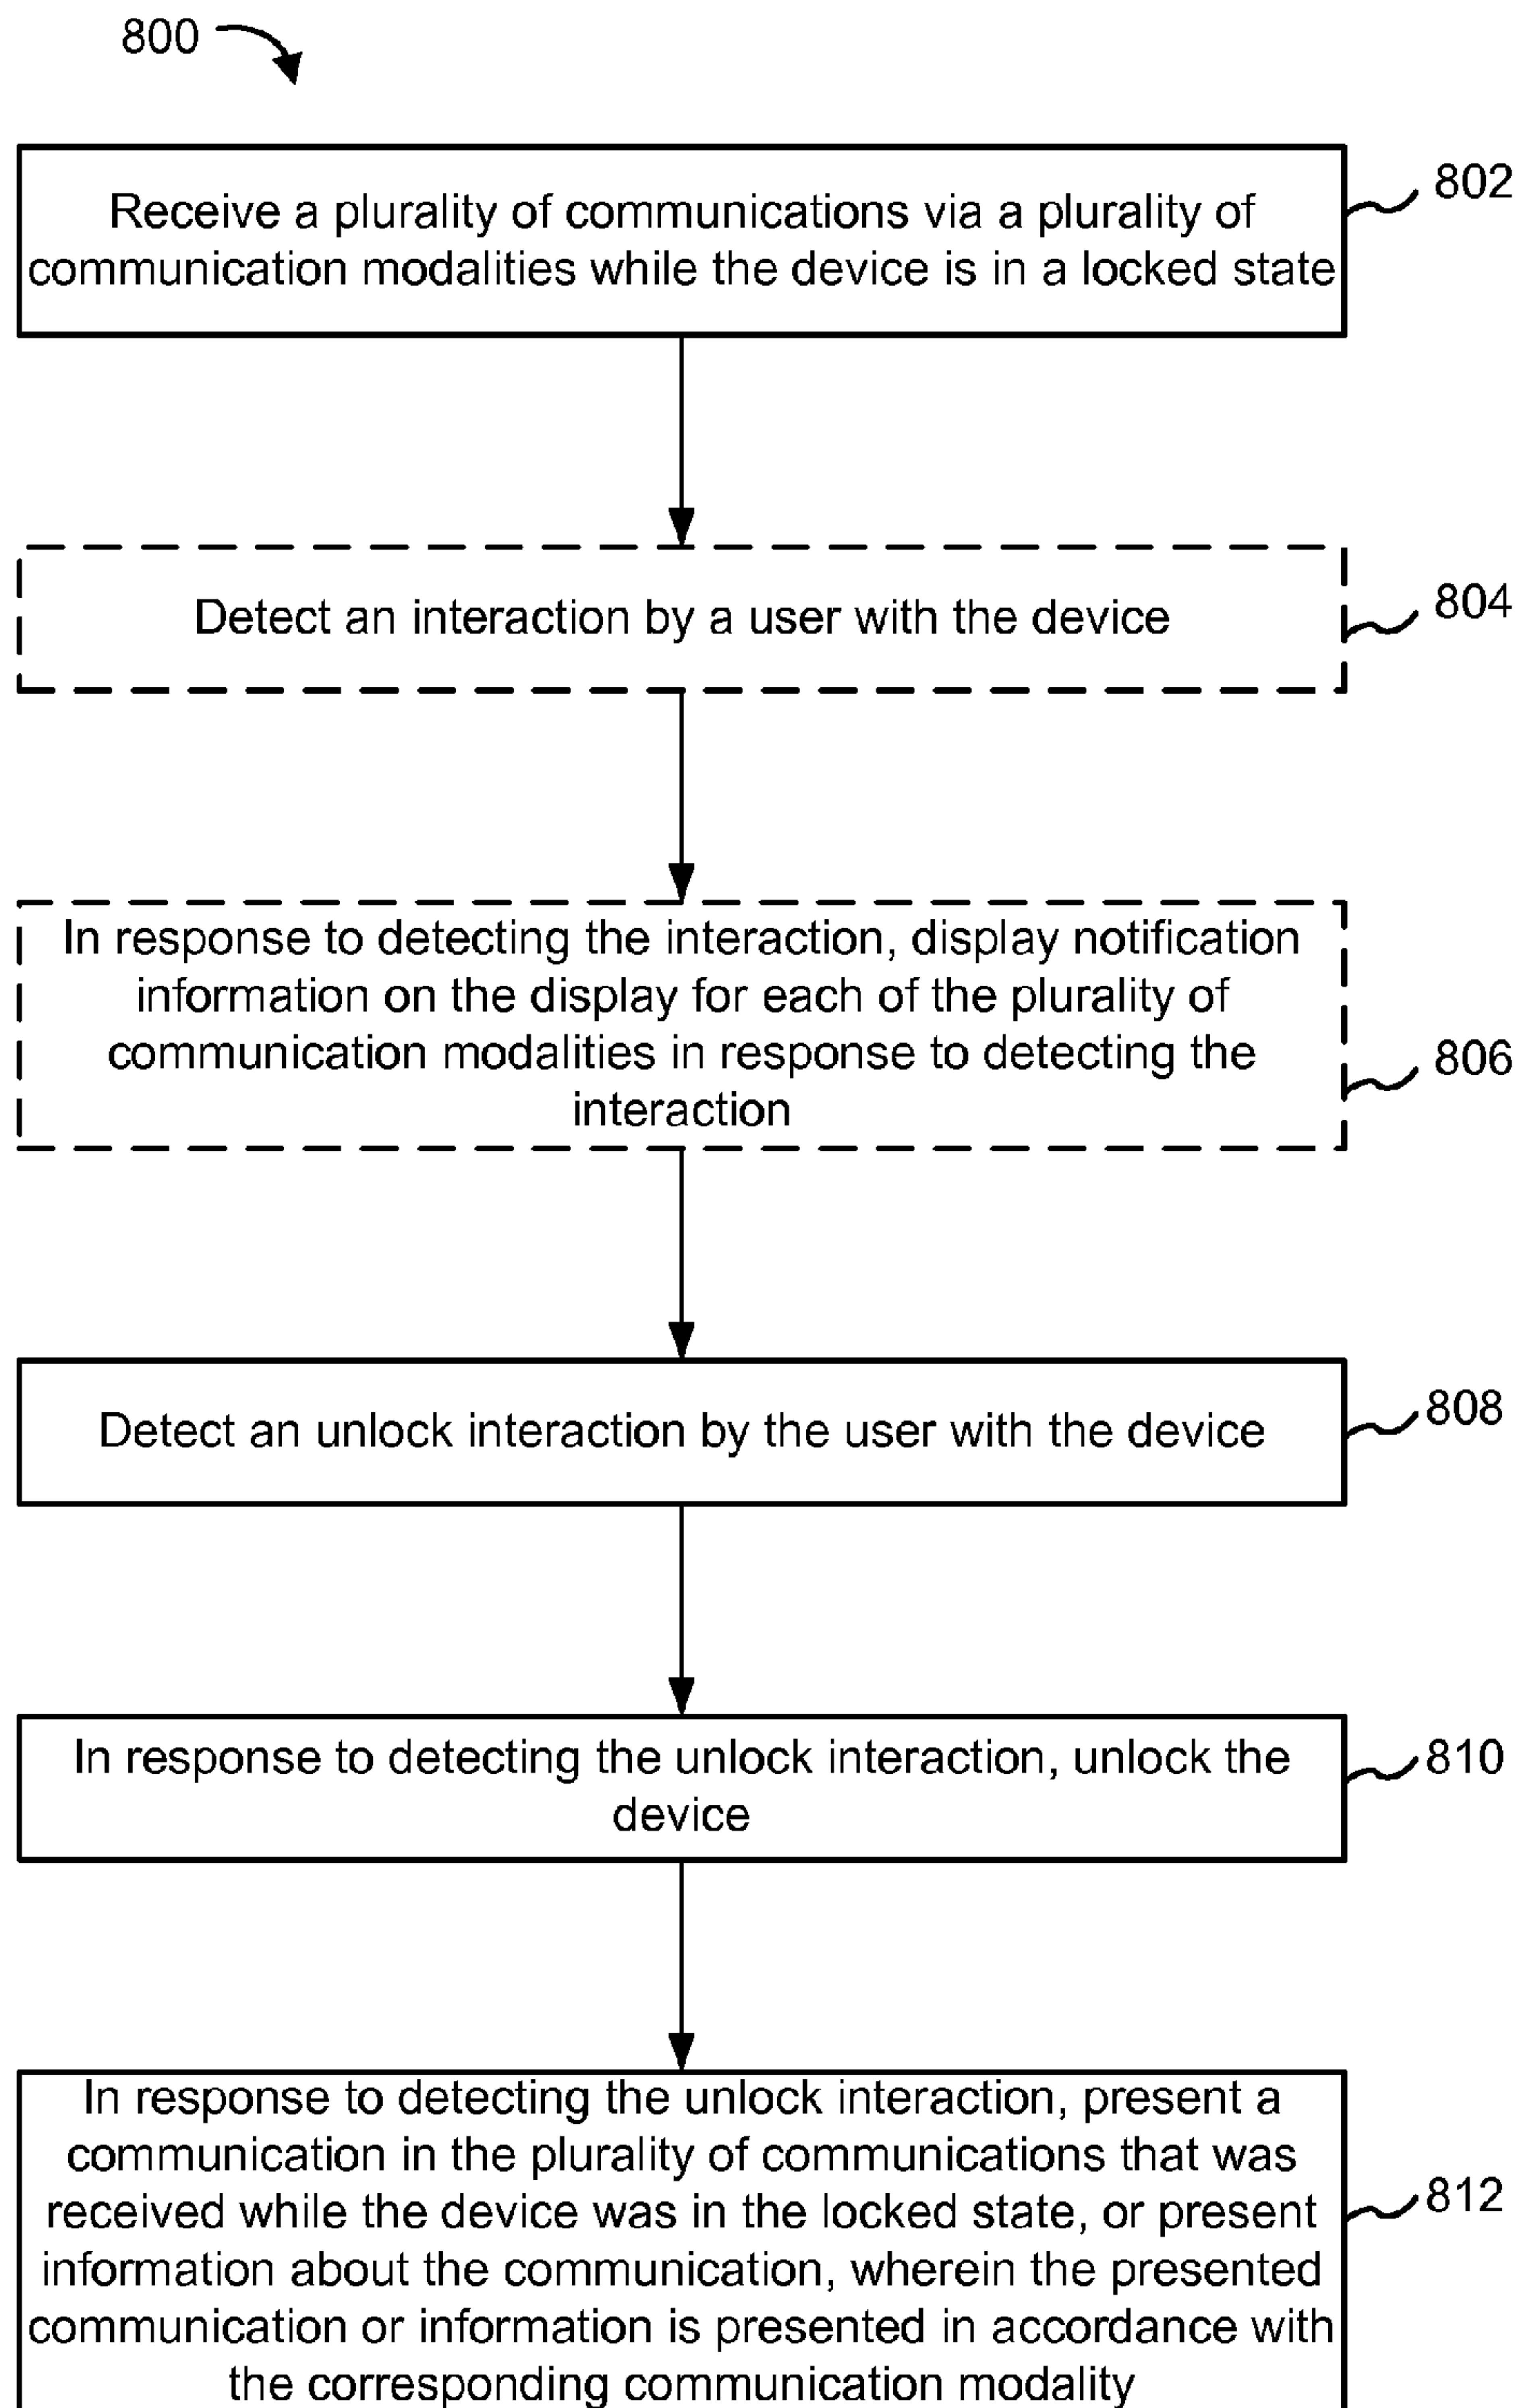 800
Receive a plurality of communications via a plurality of
communication modalities while the device is in a locked state
802
Detect an interaction by a user with the device
804
In response to detecting the interaction, display notification
information on the display for each of the plurality of
communication modalities in response to detecting the
interaction
806
Detect an unlock interaction by the user with the device
808
In response to detecting the unlock interaction, unlock the
device
810
In response to detecting the unlock interaction, present a
communication in the plurality of communications that was
received while the device was in the locked state, or present
information about the communication, wherein the presented
communication or information is presented in accordance with
the corresponding communication modality
812